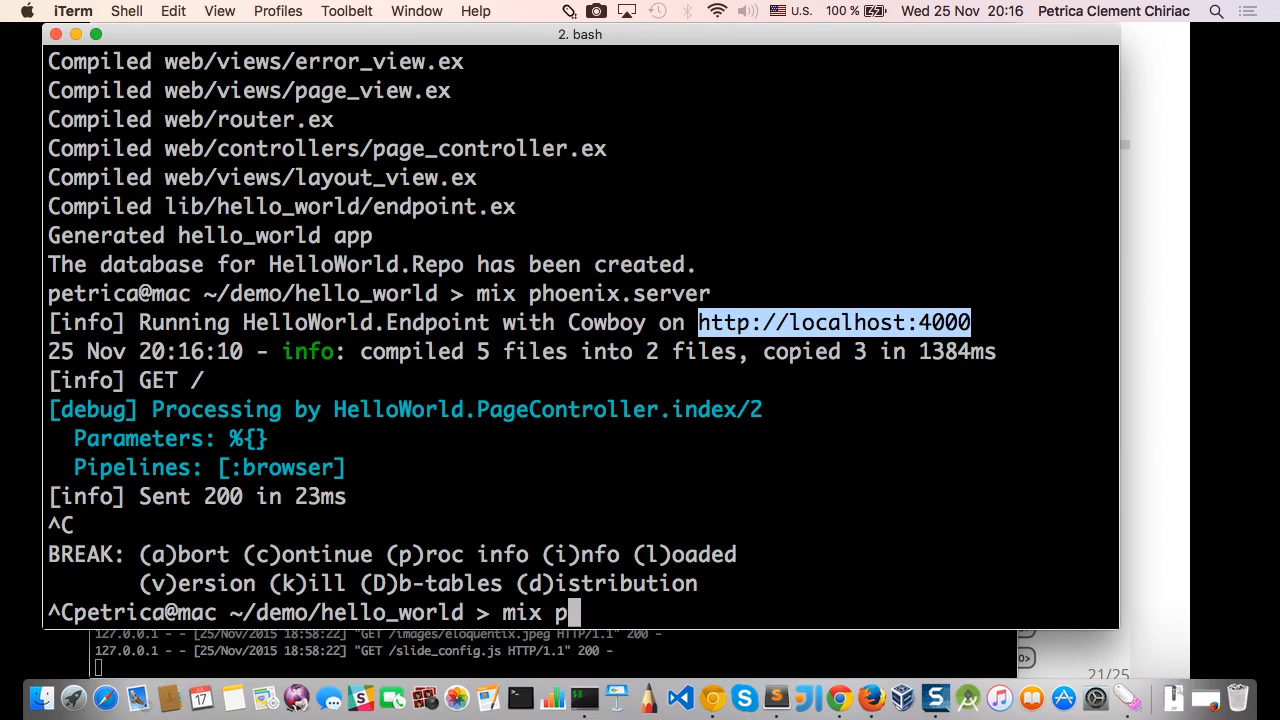 iTerm Shell Edit View Profiles Toolbelt Window Help U.S. 100 % Wed 25 Nov 20:16 Petrica Clement Chiriac
2. bash
Compiled web/views/error_view.ex
Compiled web/views/page_view.ex
Compiled web/router.ex
Compiled web/controllers/page_controller.ex
Compiled web/views/layout_view.ex
Compiled lib/hello_world/endpoint.ex
Generated hello_world app
The database for HelloWorld.Repo has been created.
petrica@mac ~/demo/hello_world > mix phoenix.server
[info] Running HelloWorld.Endpoint with Cowboy on http://localhost:4000
25 Nov 20:16:10 - info: compiled 5 files into 2 files, copied 3 in 1384ms
[info] GET /
[debug] Processing by HelloWorld.PageController.index/2
Parameters: %{}
Pipelines: [:browser]
[info] Sent 200 in 23ms
^C
BREAK: (a)bort (c)ontinue (p)roc info (i)nfo (l)oaded
(v)ersion (k)ill (D)b-tables (d)istribution
^Cpetrica@mac ~/demo/hello_world > mix p
127.0.0.1 - - [25/Nov/2015 18:58:22] "GET /images/eloquentix.jpeg HTTP/1.1" 200 -
127.0.0.1 - - [25/Nov/2015 18:58:22] "GET /slide_config.js HTTP/1.1" 200 -
21/25
17